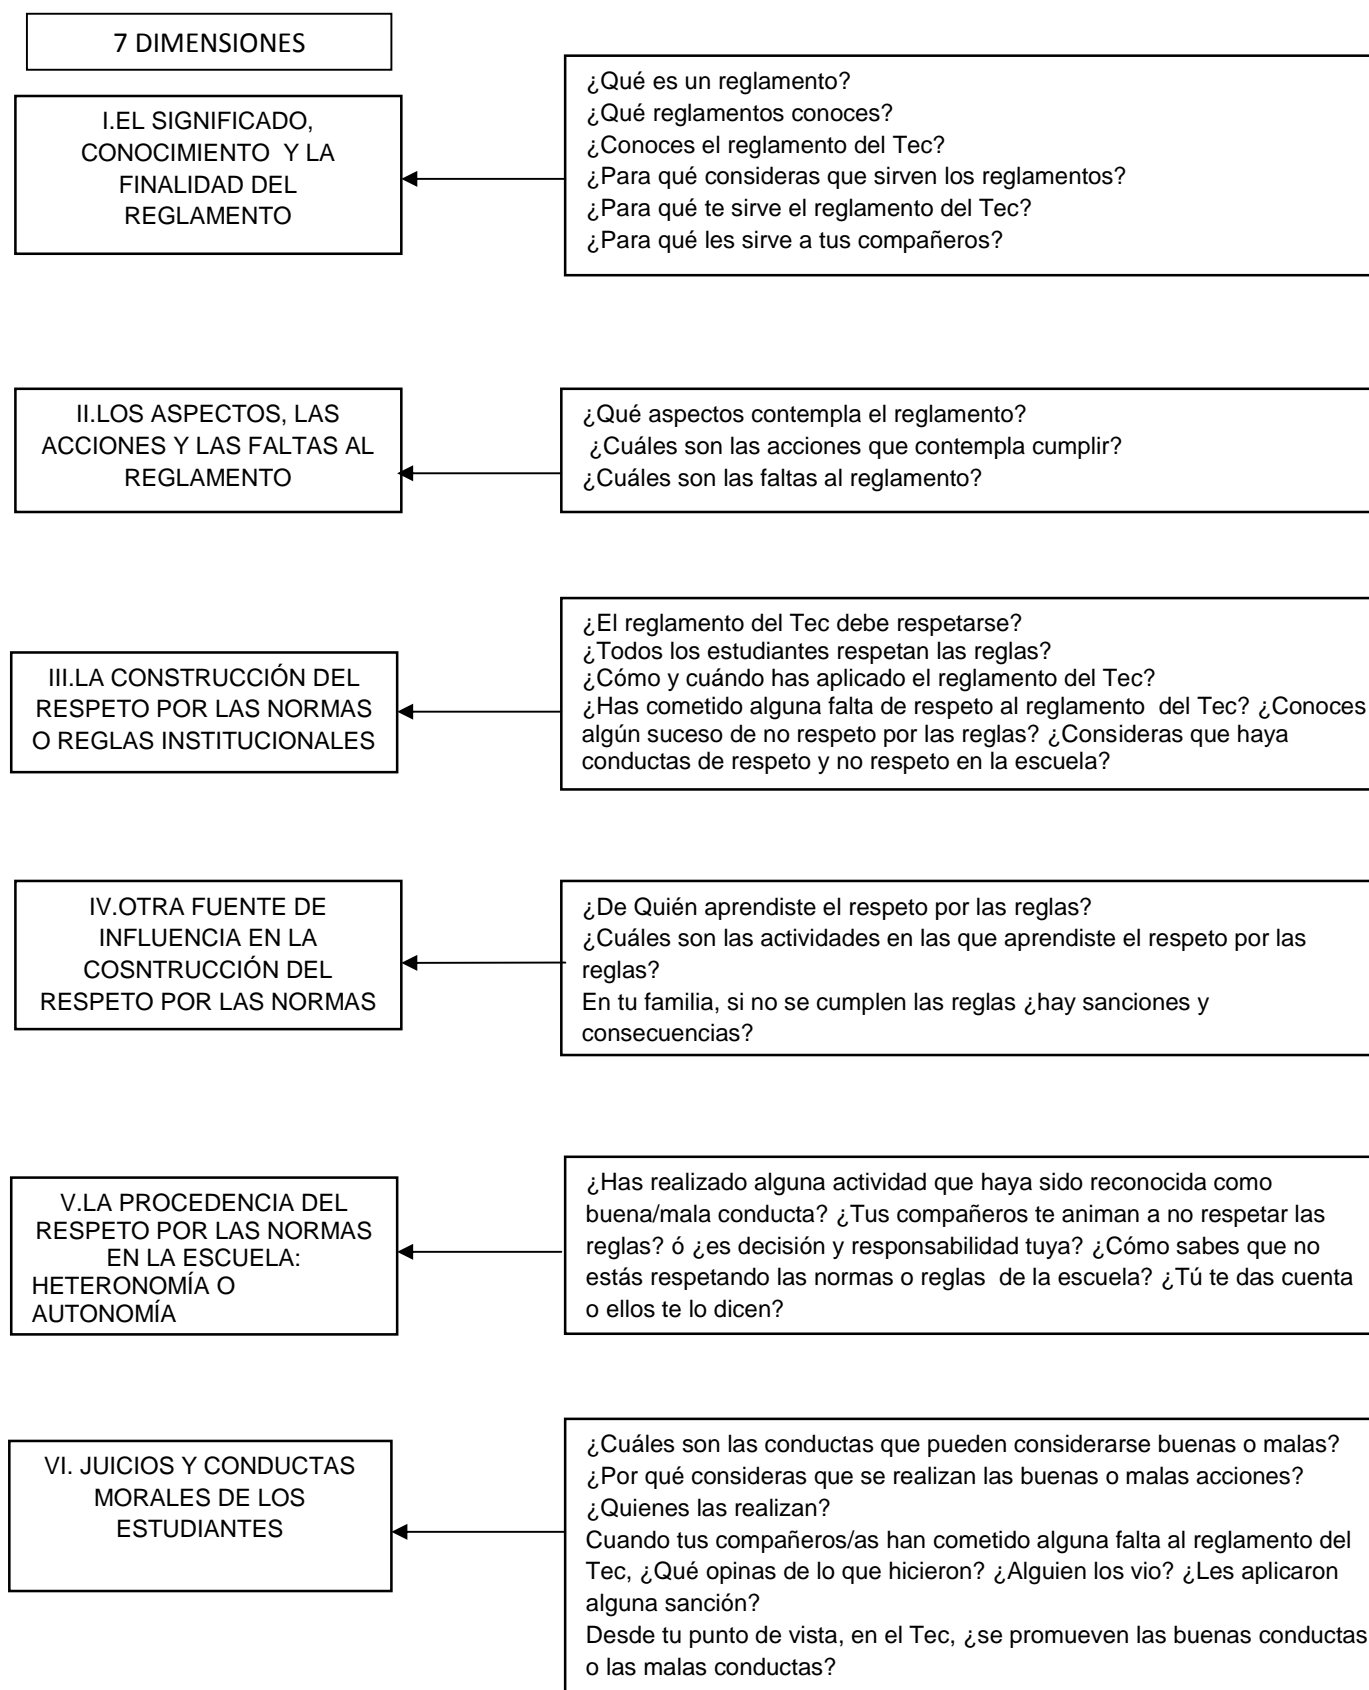 7 DIMENSIONES
I.EL SIGNIFICADO,
CONOCIMIENTO Y LA
FINALIDAD DEL
REGLAMENTO
¿Qué es un reglamento?
¿Qué reglamentos conoces?
¿Conoces el reglamento del Tec?
¿Para qué consideras que sirven los reglamentos?
¿Para qué te sirve el reglamento del Tec?
¿Para qué les sirve a tus compañeros?
II.LOS ASPECTOS, LAS
ACCIONES Y LAS FALTAS AL
REGLAMENTO
¿Qué aspectos contempla el reglamento?
¿Cuáles son las acciones que contempla cumplir?
¿Cuáles son las faltas al reglamento?
III.LA CONSTRUCCIÓN DEL
RESPETO POR LAS NORMAS
O REGLAS INSTITUCIONALES
¿El reglamento del Tec debe respetarse?
¿Todos los estudiantes respetan las reglas?
¿Cómo y cuándo has aplicado el reglamento del Tec?
¿Has cometido alguna falta de respeto al reglamento del Tec? ¿Conoces
algún suceso de no respeto por las reglas? ¿Consideras que haya
conductas de respeto y no respeto en la escuela?
IV.OTRA FUENTE DE
INFLUENCIA EN LA
COSNTRUCCIÓN DEL
RESPETO POR LAS NORMAS
¿De Quién aprendiste el respeto por las reglas?
¿Cuáles son las actividades en las que aprendiste el respeto por las
reglas?
En tu familia, si no se cumplen las reglas ¿hay sanciones y
consecuencias?
V.LA PROCEDENCIA DEL
RESPETO POR LAS NORMAS
EN LA ESCUELA:
HETERONOMÍA O
AUTONOMÍA
¿Has realizado alguna actividad que haya sido reconocida como
buena/mala conducta? ¿Tus compañeros te animan a no respetar las
reglas? ó ¿es decisión y responsabilidad tuya? ¿Cómo sabes que no
estás respetando las normas o reglas de la escuela? ¿Tú te das cuenta
o ellos te lo dicen?
VI. JUICIOS Y CONDUCTAS
MORALES DE LOS
ESTUDIANTES
¿Cuáles son las conductas que pueden considerarse buenas o malas?
¿Por qué consideras que se realizan las buenas o malas acciones?
¿Quienes las realizan?
Cuando tus compañeros/as han cometido alguna falta al reglamento del
Tec, ¿Qué opinas de lo que hicieron? ¿Alguien los vio? ¿Les aplicaron
alguna sanción?
Desde tu punto de vista, en el Tec, ¿se promueven las buenas conductas
o las malas conductas?